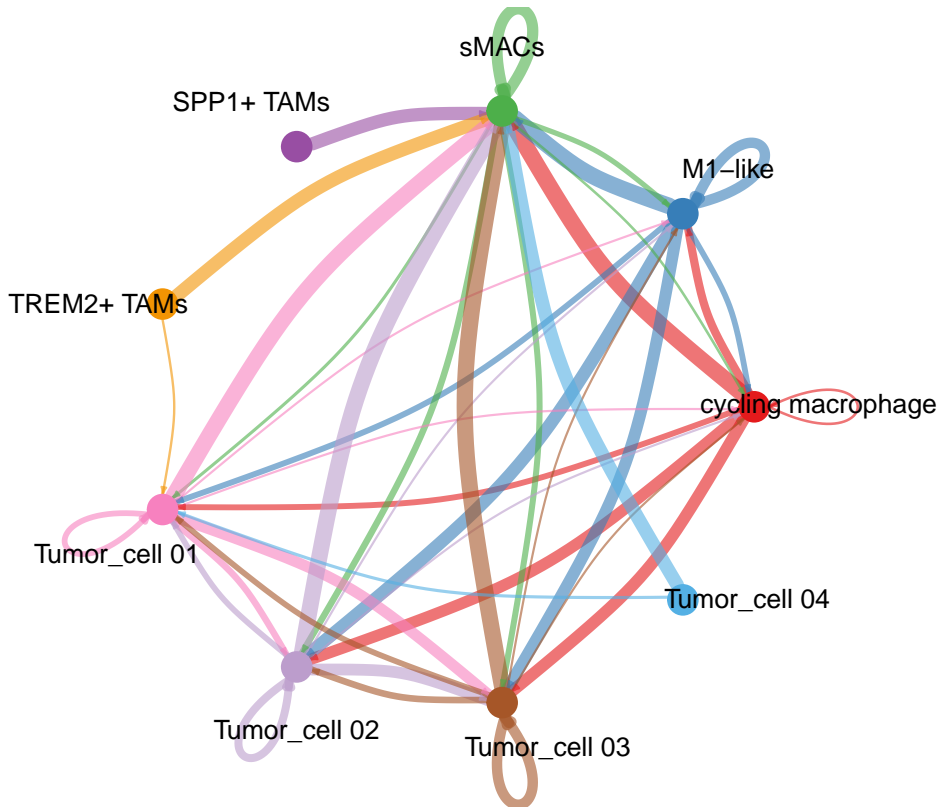 sMACs
SPP1+ TAMs
M1−like
TREM2+ TAMs
cycling macrophage
Tumor_cell 01
Tumor_cell 04
Tumor_cell 02
Tumor_cell 03